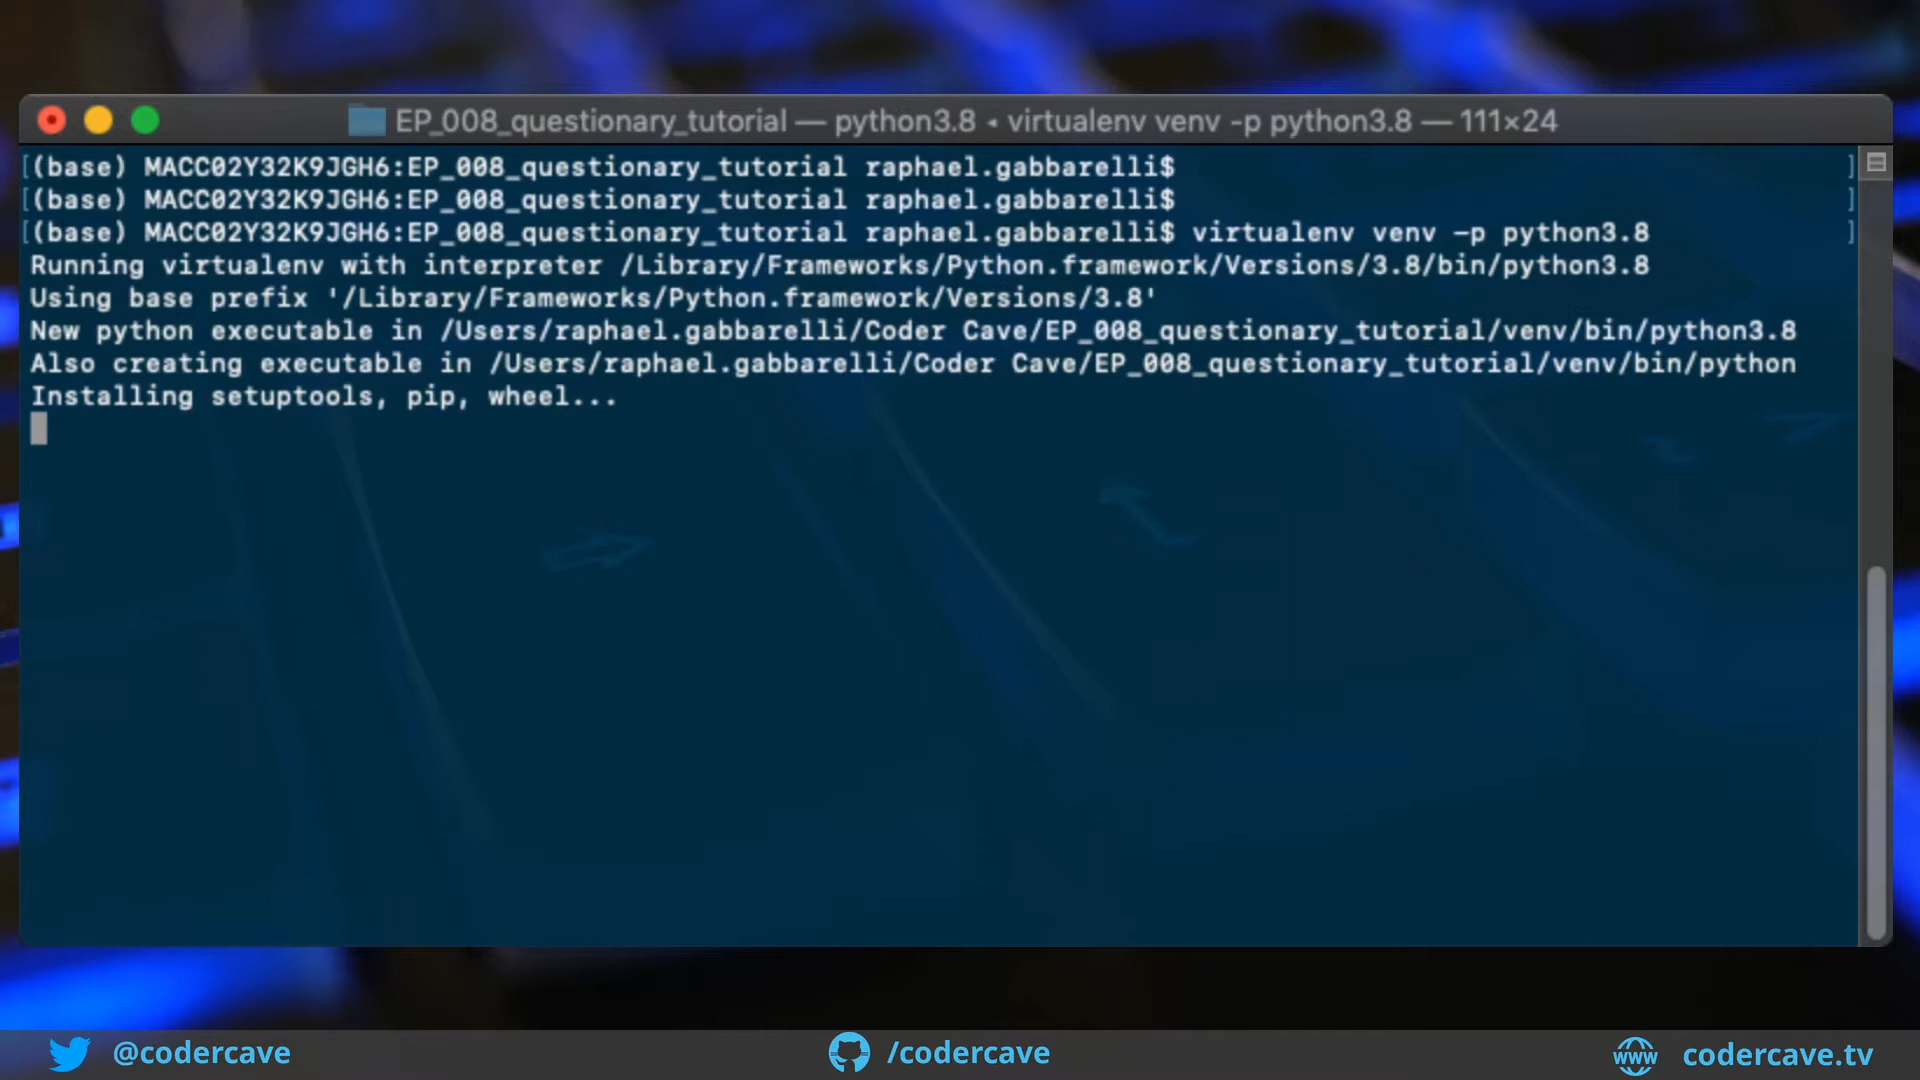 EP_008_questionary_tutorial — python3.8 ◂ virtualenv venv -p python3.8 — 111×24
[(base) MACC02Y32K9JGH6:EP_008_questionary_tutorial raphael.gabbarelli$ ]
[(base) MACC02Y32K9JGH6:EP_008_questionary_tutorial raphael.gabbarelli$ ]
[(base) MACC02Y32K9JGH6:EP_008_questionary_tutorial raphael.gabbarelli$ virtualenv venv -p python3.8 ]
Running virtualenv with interpreter /Library/Frameworks/Python.framework/Versions/3.8/bin/python3.8
Using base prefix '/Library/Frameworks/Python.framework/Versions/3.8'
New python executable in /Users/raphael.gabbarelli/Coder Cave/EP_008_questionary_tutorial/venv/bin/python3.8
Also creating executable in /Users/raphael.gabbarelli/Coder Cave/EP_008_questionary_tutorial/venv/bin/python
Installing setuptools, pip, wheel...
@codercave
/codercave
www codercave.tv